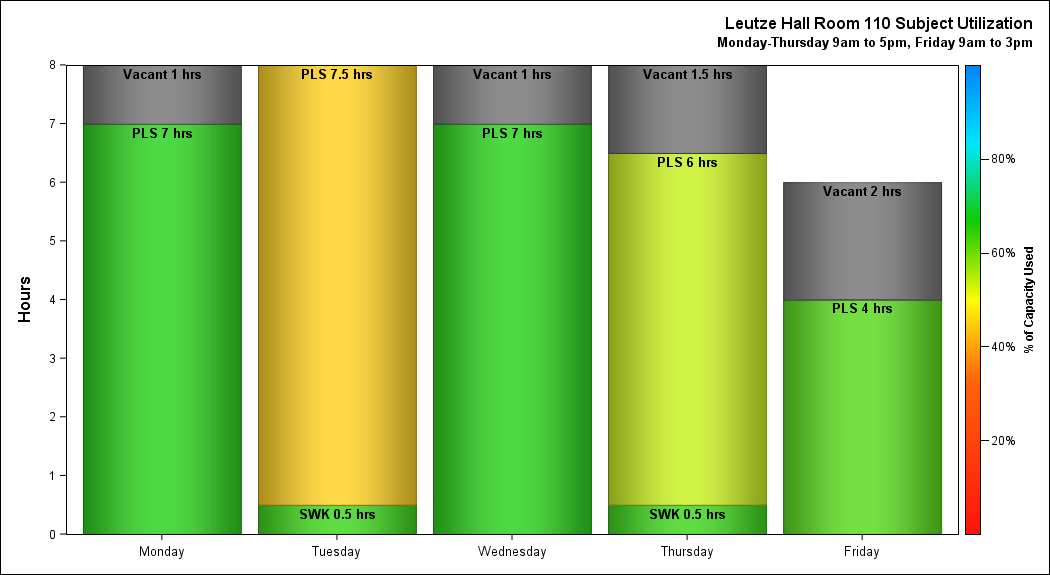 Leutze Hall Room 110 Subject Utilization
Monday-Thursday 9am to 5pm, Friday 9am to 3pm
Hours
8
7
6
5
4
3
2
1
0
Vacant 1 hrs
PLS 7 hrs
PLS 7.5 hrs
SWK 0.5 hrs
Vacant 1 hrs
PLS 7 hrs
Vacant 1.5 hrs
PLS 6 hrs
SWK 0.5 hrs
Vacant 2 hrs
PLS 4 hrs
Monday
Tuesday
Wednesday
Thursday
Friday
80%
60%
40%
20%
% of Capacity Used